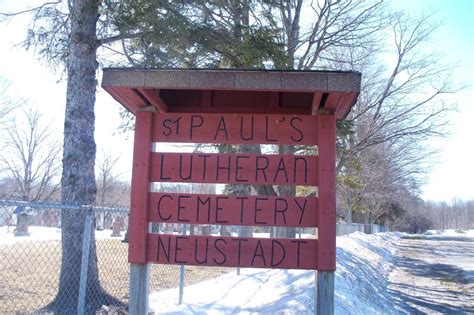 ST PAUL'S
LUTHERAN
CEMETERY
NEUSTADT